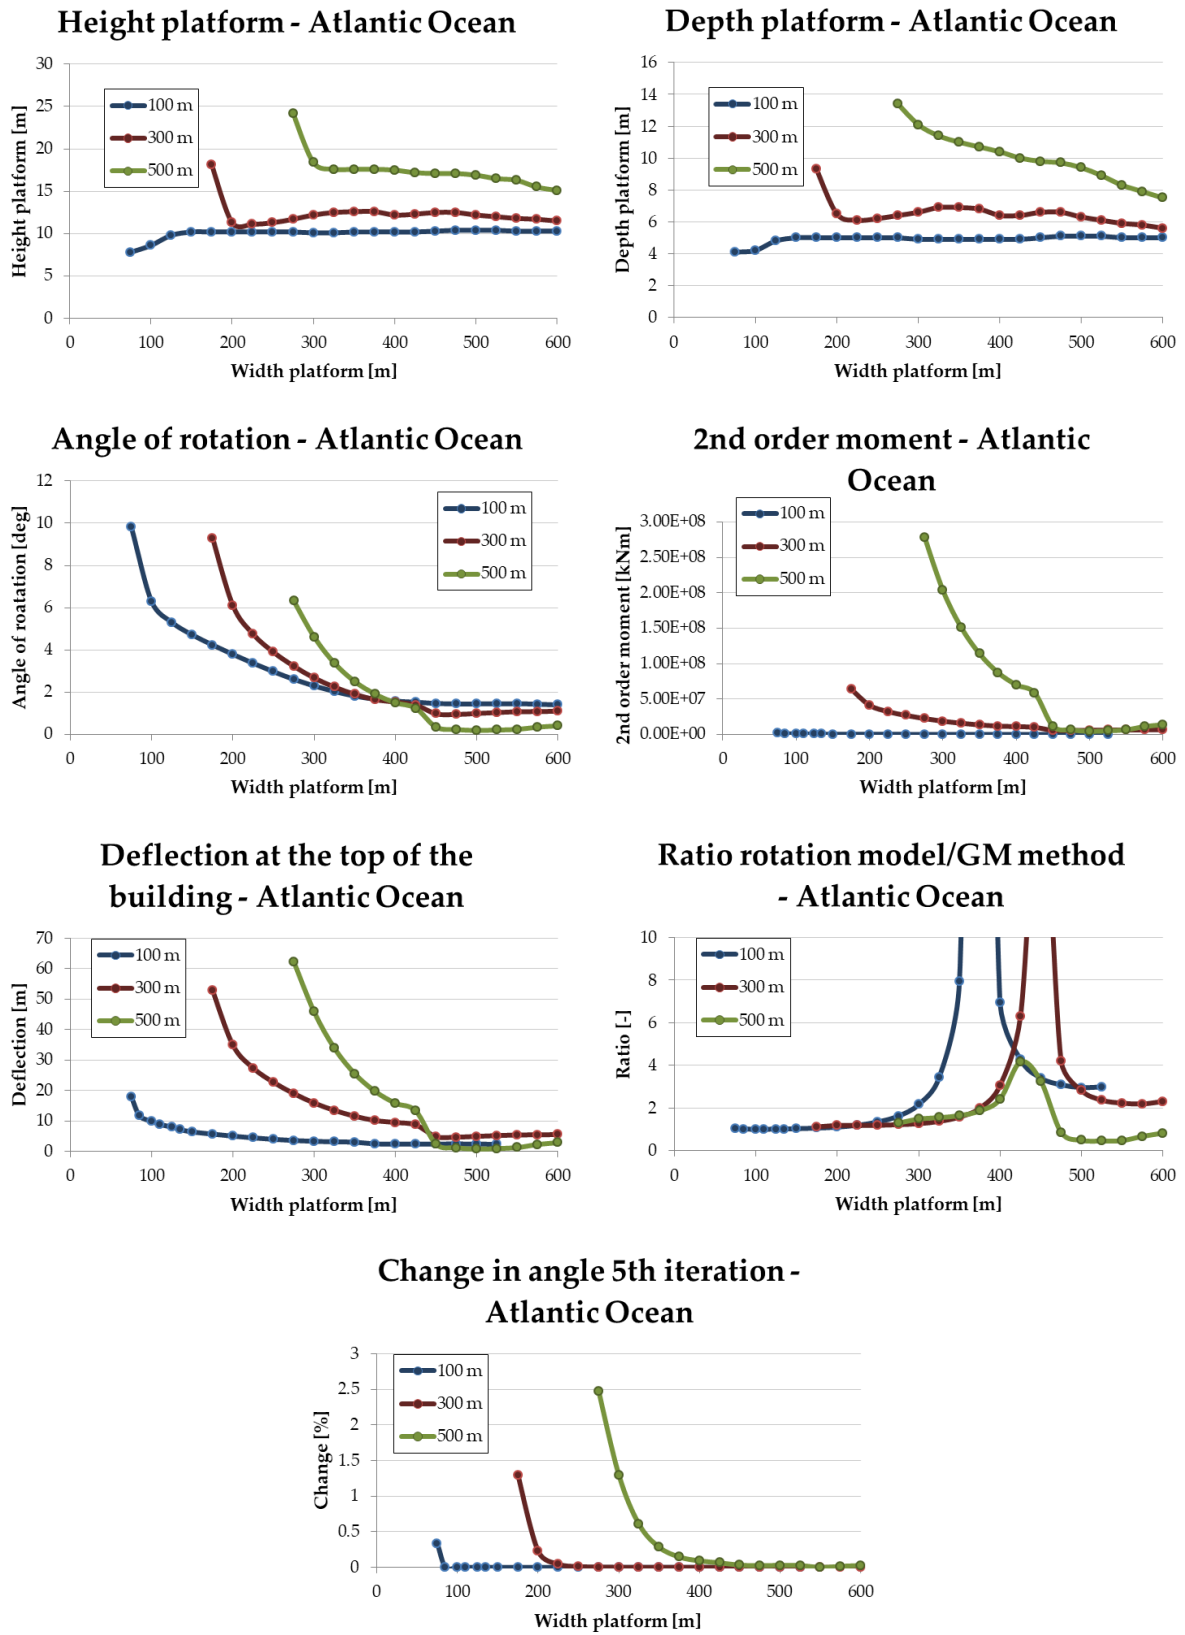 Height platform - Atlantic Ocean
Height platform [m]
30
25
20
15
10
5
0
100 m
300 m
500 m
0 100 200 300 400 500 600
Width platform [m]
Depth platform - Atlantic Ocean
Depth platform [m]
16
14
12
10
8
6
4
2
0
100 m
300 m
500 m
0 100 200 300 400 500 600
Width platform [m]
Angle of rotation - Atlantic Ocean
Angle of roatation [deg]
12
10
8
6
4
2
0
100 m
300 m
500 m
0 100 200 300 400 500 600
Width platform [m]
2nd order moment - Atlantic
Ocean
2nd order moment [kNm]
3.00E+08
2.50E+08
2.00E+08
1.50E+08
1.00E+08
5.00E+07
0.00E+00
100 m
300 m
500 m
0 100 200 300 400 500 600
Width platform [m]
Deflection at the top of the
building - Atlantic Ocean
Deflection [m]
70
60
50
40
30
20
10
0
100 m
300 m
500 m
0 100 200 300 400 500 600
Width platform [m]
Ratio rotation model/GM method
- Atlantic Ocean
Ratio [-]
10
8
6
4
2
0
100 m
300 m
500 m
0 100 200 300 400 500 600
Width platform [m]
Change in angle 5th iteration -
Atlantic Ocean
Change [%]
3
2.5
2
1.5
1
0.5
0
100 m
300 m
500 m
0 100 200 300 400 500 600
Width platform [m]